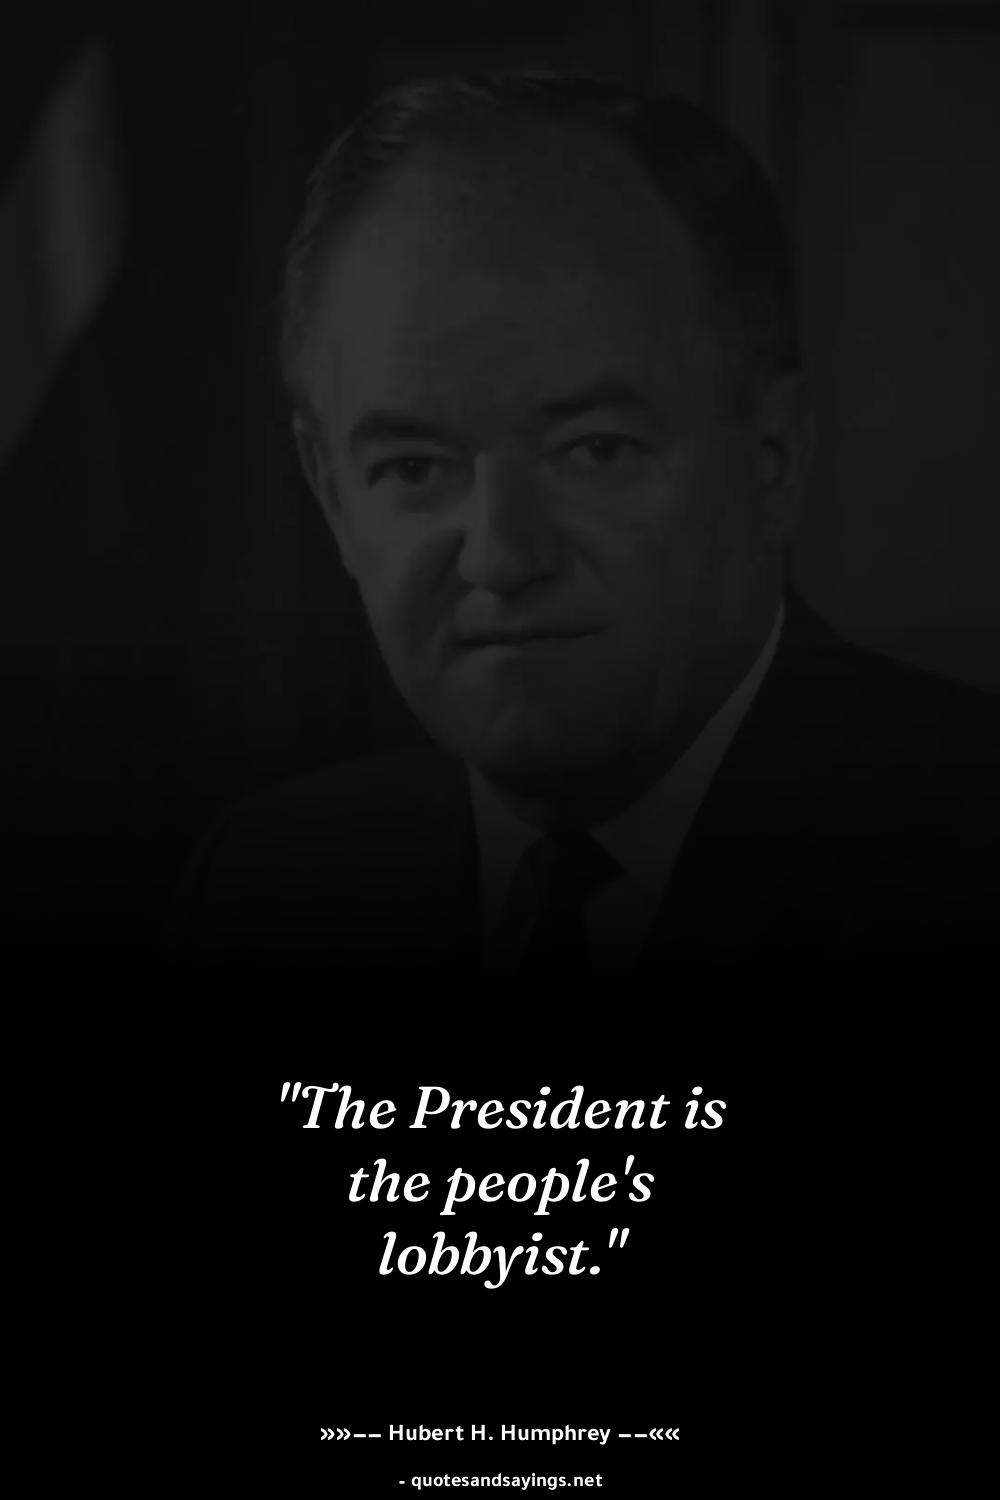 "The President is
the people's
lobbyist."
»»−− Hubert H. Humphrey −−««
- quotesandsayings.net